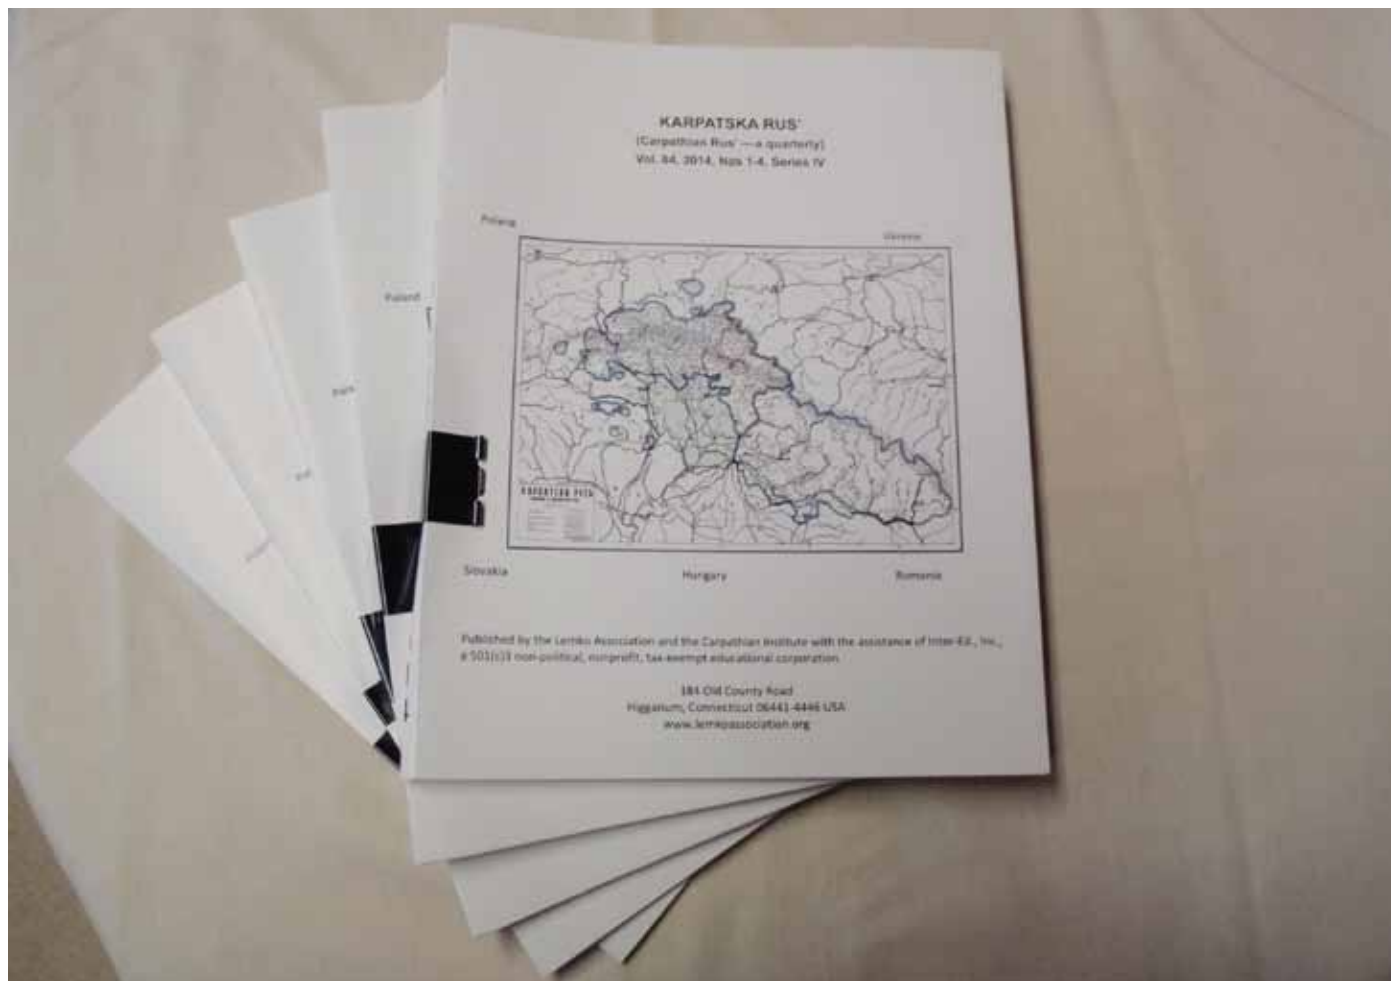 KARPATSKA RUS'
(Carpathian Rus' — a quarterly)
Vol. 84, 2014, Nos 1-4, Series IV
Poland
Ukraine
Poland
Slovakia
Hungary
Romania
Published by the Lemko Association and the Carpathian Institute with the assistance of Inter-Ed., Inc.,
a 501(c)3 non-political, nonprofit, tax-exempt educational corporation
184 Old County Road
Higganum, Connecticut 06441-4446 USA
www.lemkoassociation.org